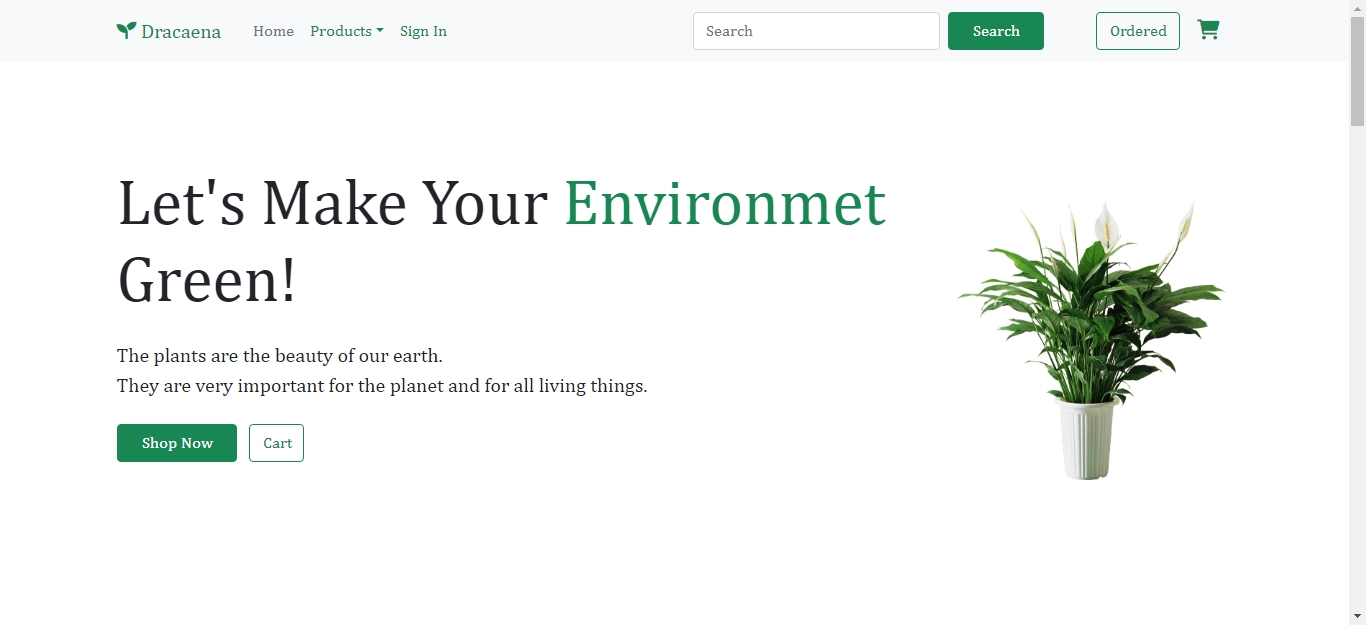 Dracaena Home Products Sign In Search Search Ordered
Let's Make Your Environmet
Green!
The plants are the beauty of our earth.
They are very important for the planet and for all living things.
Shop Now Cart